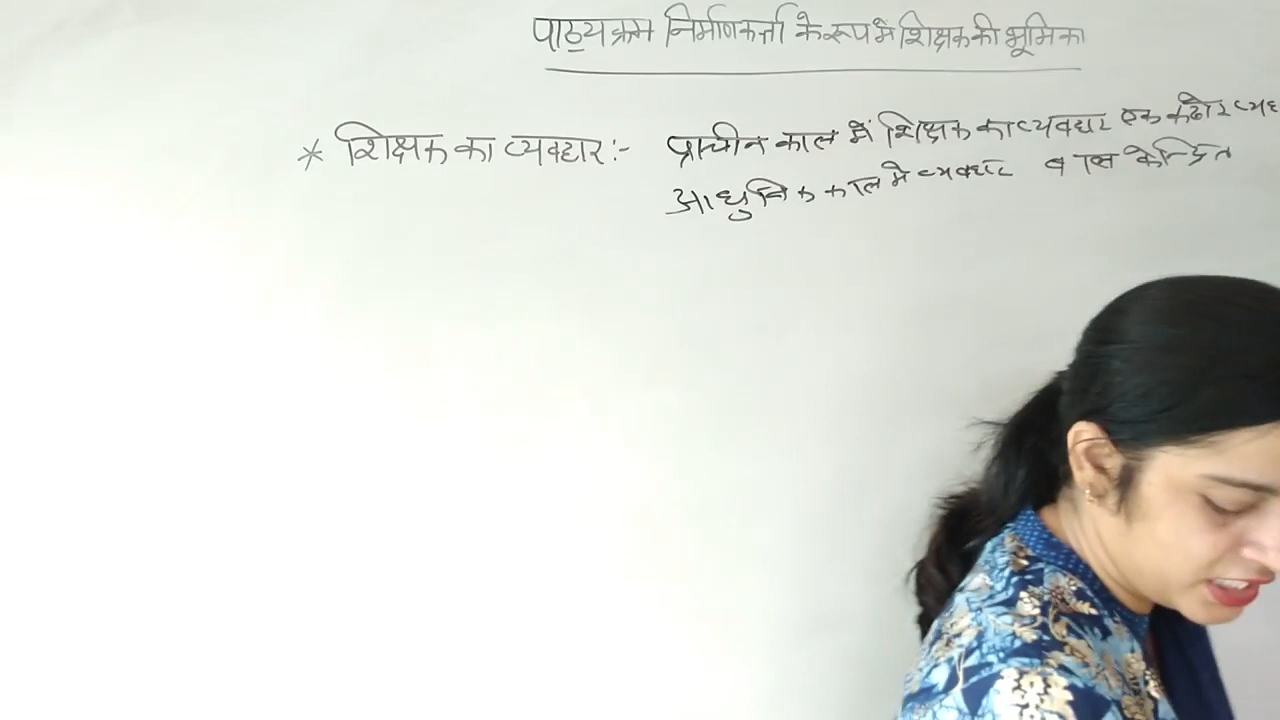 पाठ्यक्रम निर्माणकर्त्ता के रूप में शिक्षक की भूमिका
* शिक्षक का व्यवहार :- प्राचीन काल में शिक्षक का व्यवहार एक कठोर
आधुनिक काल में व्यवहार बाल केन्द्रित